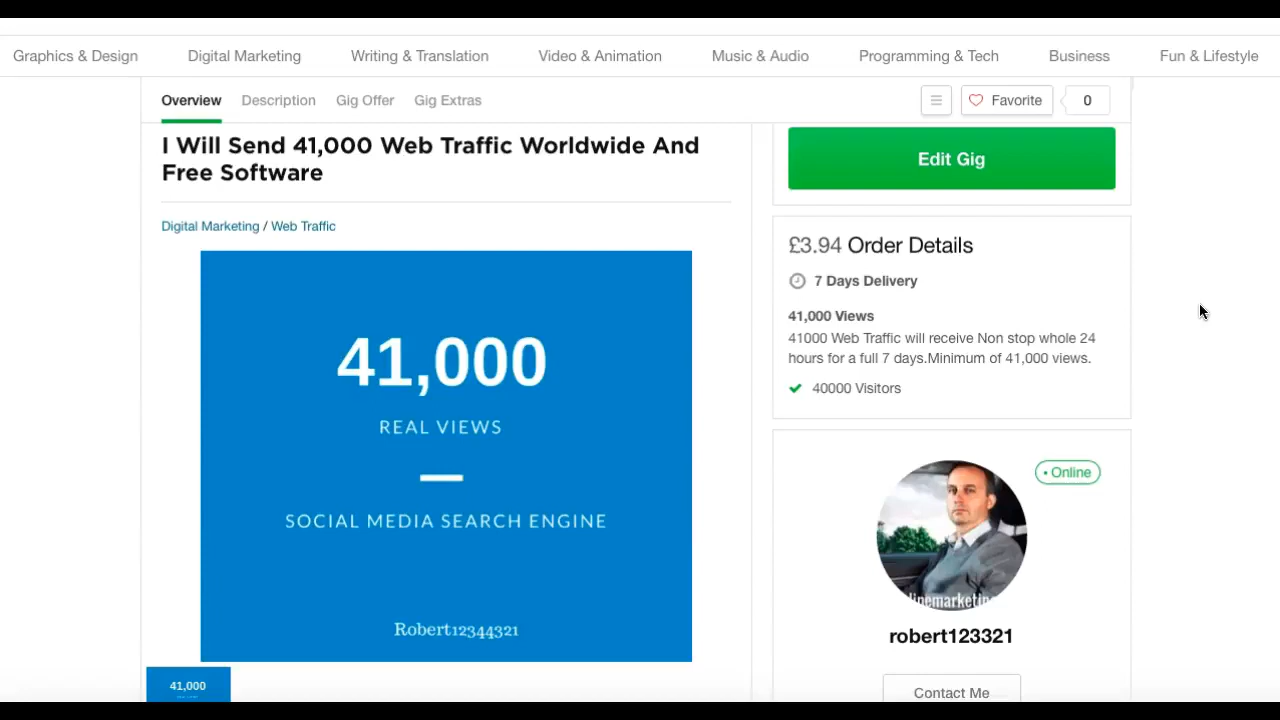 Graphics & Design Digital Marketing Writing & Translation Video & Animation Music & Audio Programming & Tech Business Fun & Lifestyle
Overview Description Gig Offer Gig Extras
Favorite 0
I Will Send 41,000 Web Traffic Worldwide And
Free Software
Digital Marketing / Web Traffic
41,000
REAL VIEWS
SOCIAL MEDIA SEARCH ENGINE
Robert12344321
41,000
Edit Gig
£3.94 Order Details
7 Days Delivery
41,000 Views
41000 Web Traffic will receive Non stop whole 24
hours for a full 7 days.Minimum of 41,000 views.
40000 Visitors
• Online
robert123321
Contact Me